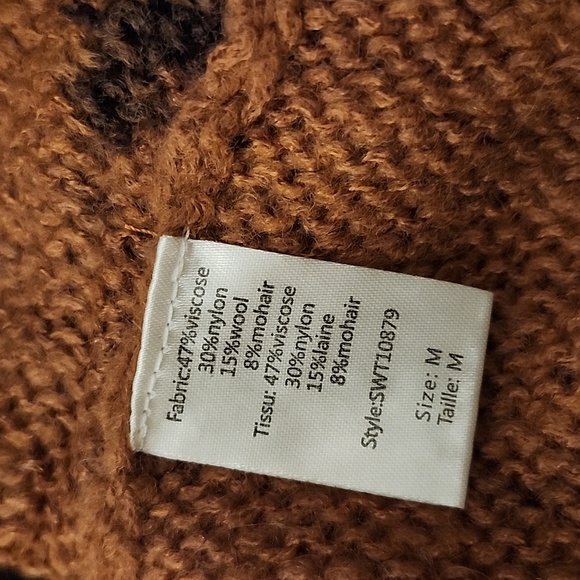 Fabric:47%viscose
30%nylon
15%wool
8%mohair
Tissu: 47%viscose
30%nylon
15%laine
8%mohair
Style:SWT10879
Size: M
Taille: M